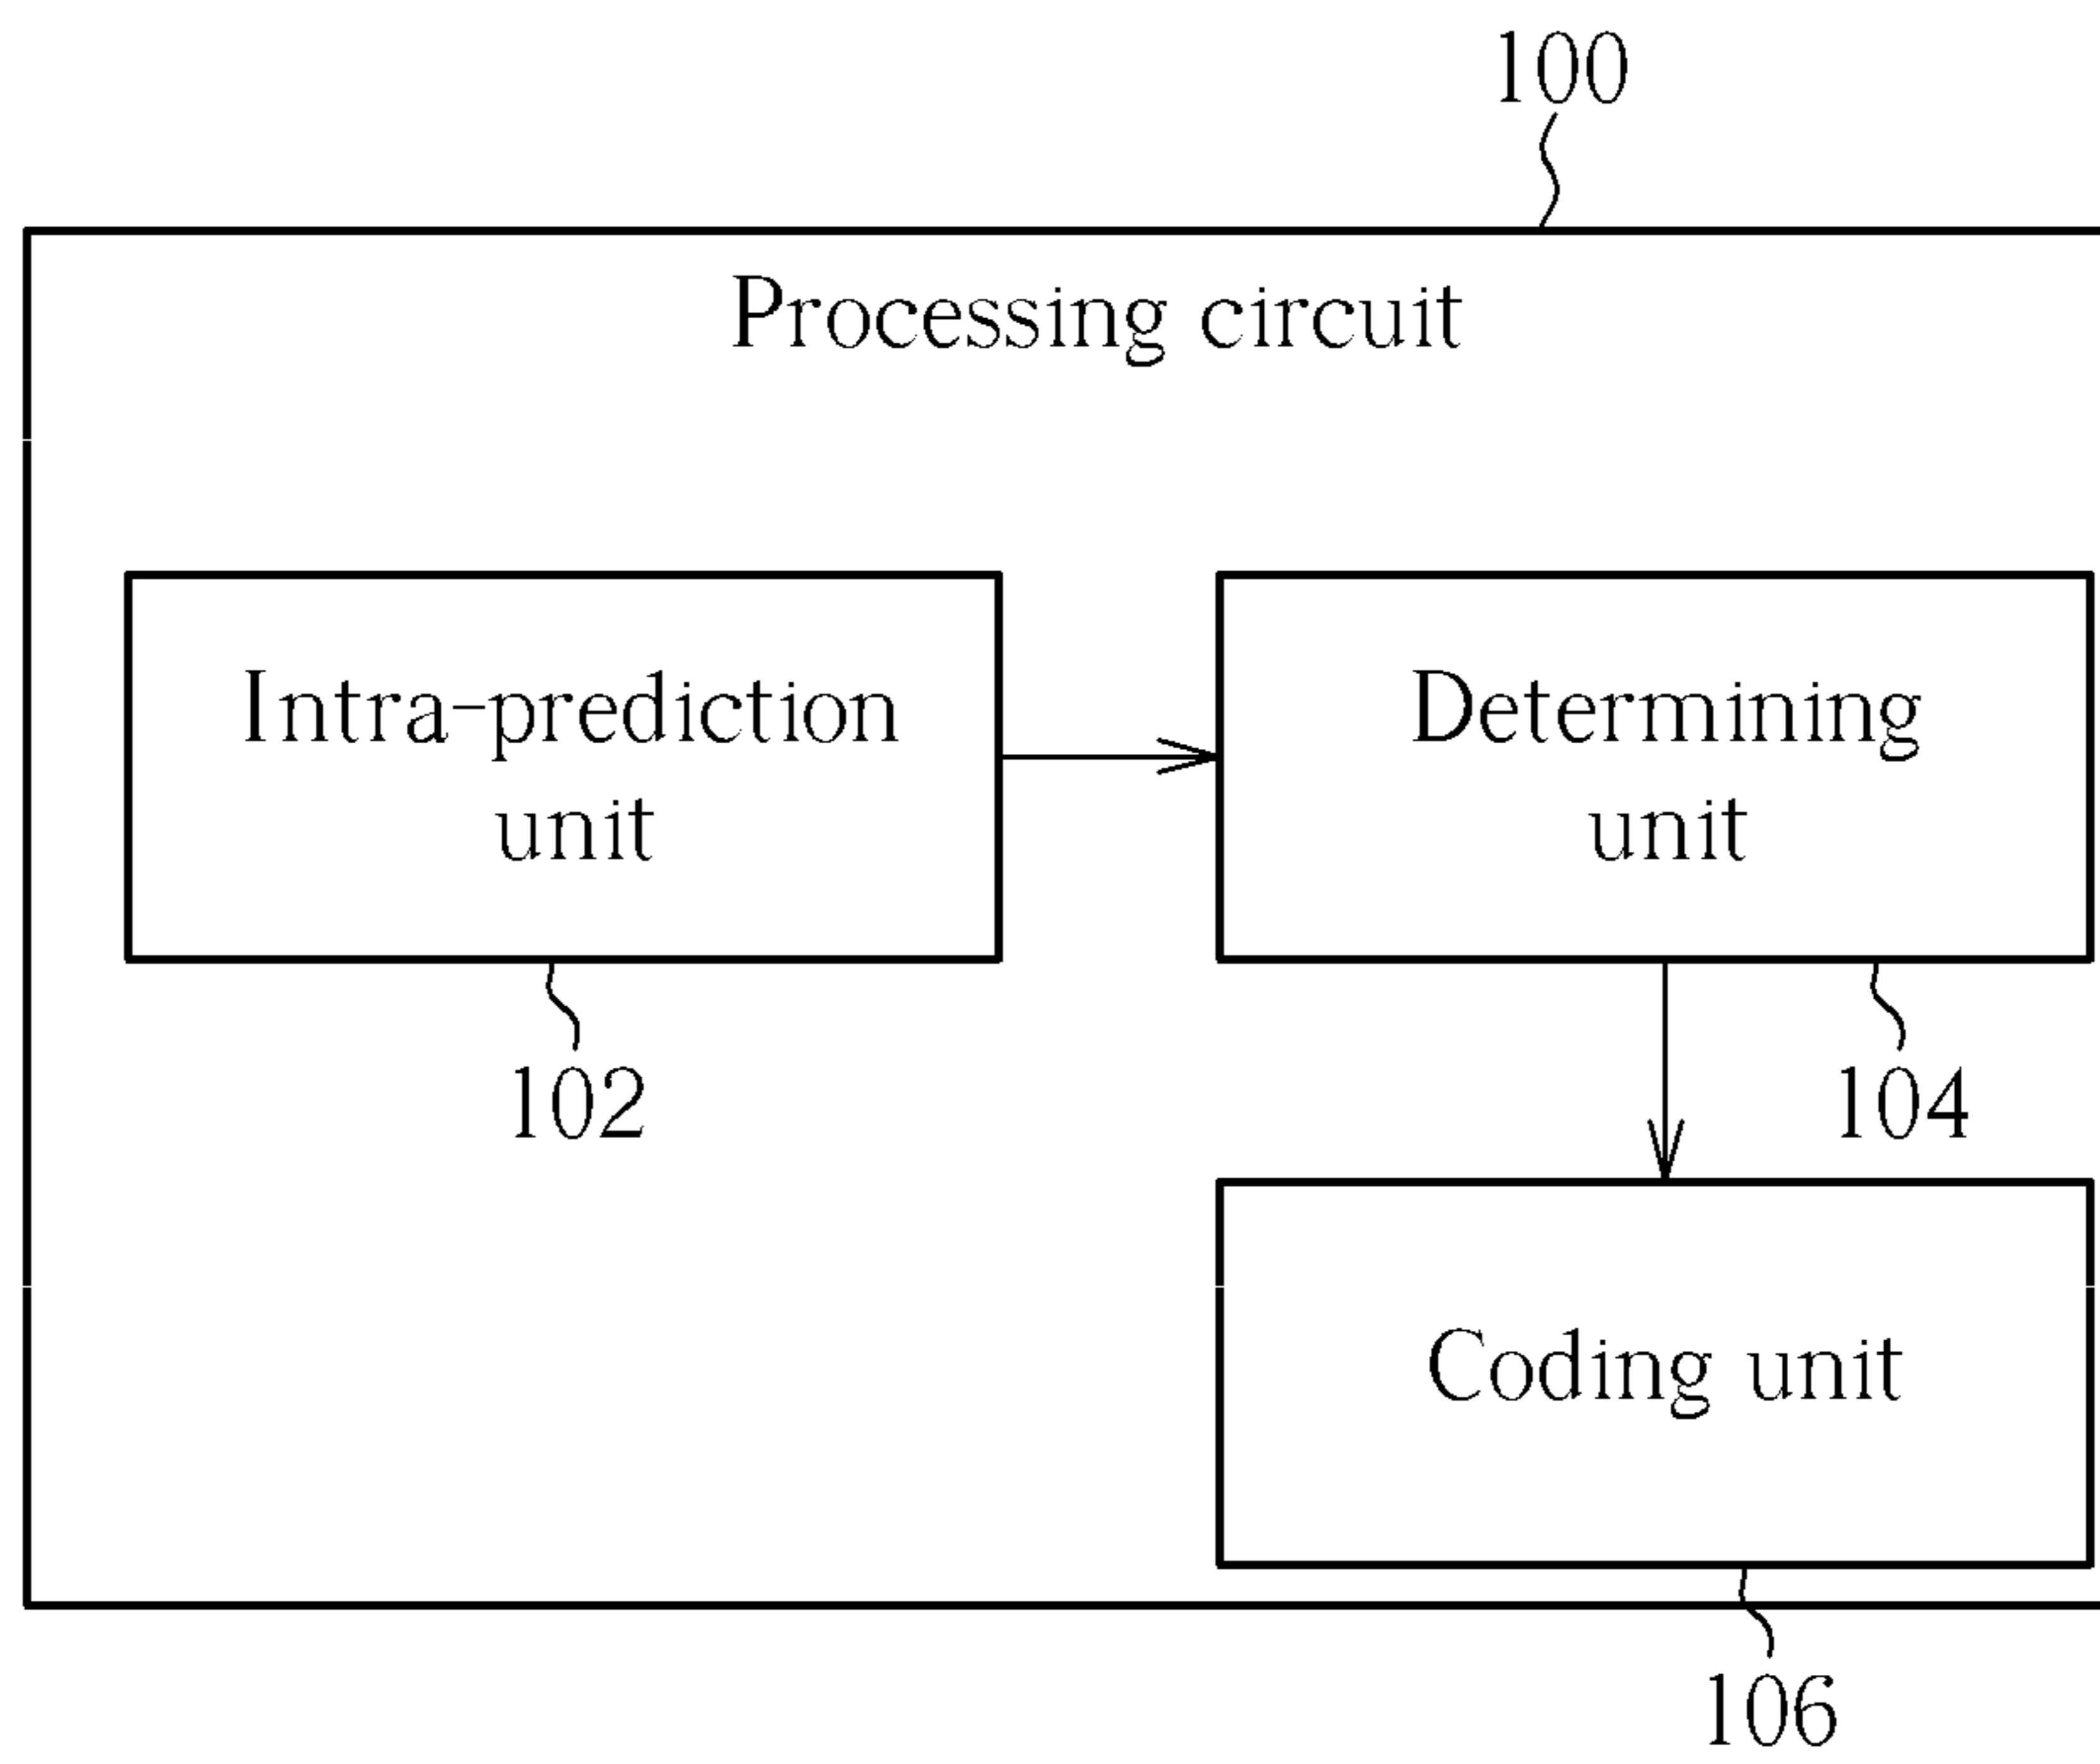 100
Processing circuit
Intra-prediction
unit
Determining
unit
102
104
Coding unit
106